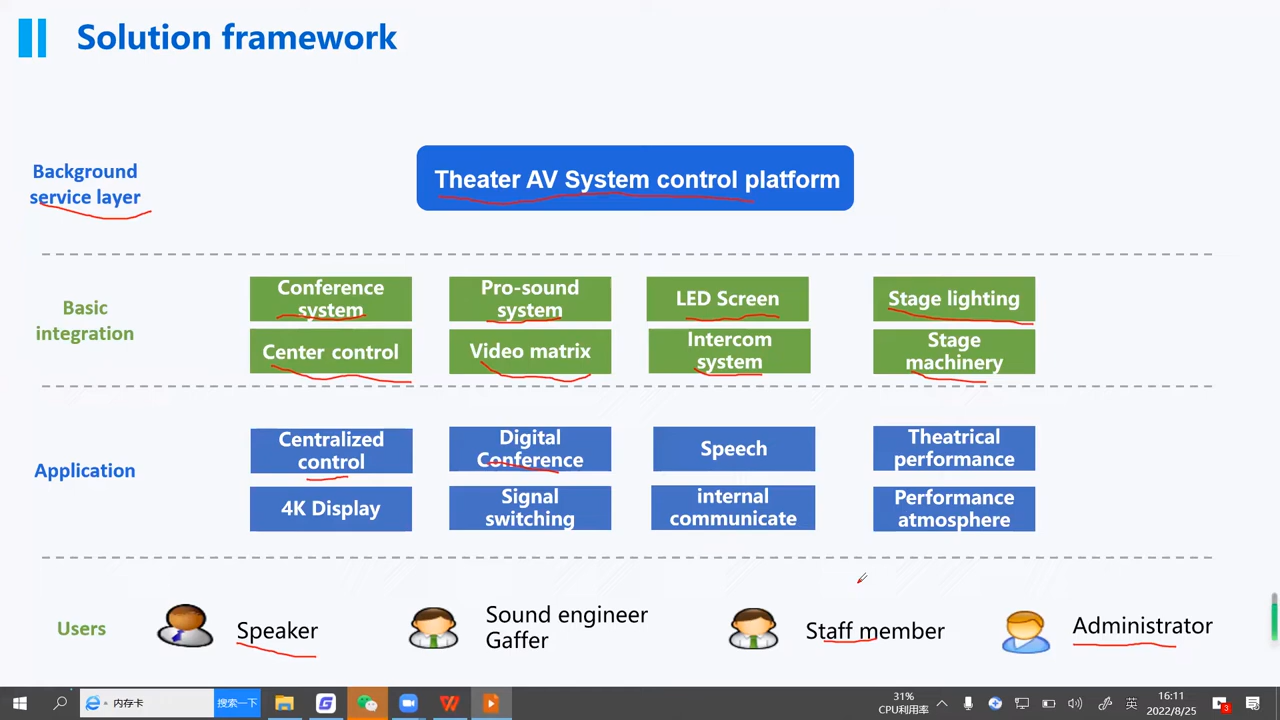 Solution framework
Background
service layer
Theater AV System control platform
Basic
integration
Conference
system
Pro-sound
system
LED Screen
Stage lighting
Center control
Video matrix
Intercom
system
Stage
machinery
Application
Centralized
control
Digital
Conference
Speech
Theatrical
performance
4K Display
Signal
switching
internal
communicate
Performance
atmosphere
Users
Speaker
Sound engineer
Gaffer
Staff member
Administrator
内存卡
搜索一下
31%
CPU利用率
英
16:11
2022/8/25
3